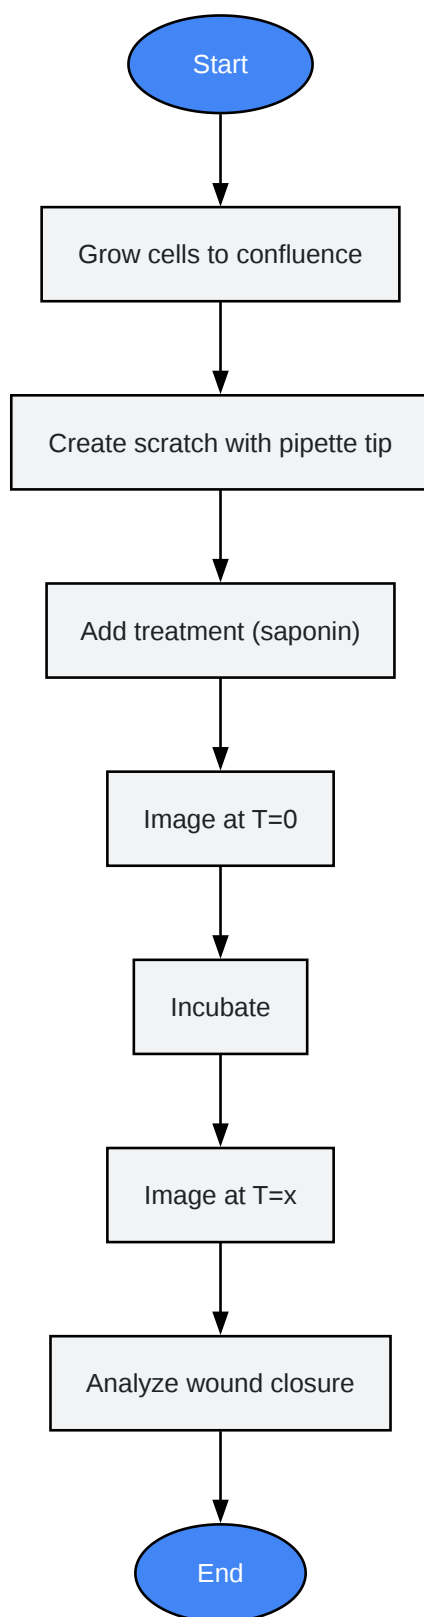 Start
Grow cells to confluence
Create scratch with pipette tip
Add treatment (saponin)
Image at T=0
Incubate
Image at T=x
Analyze wound closure
End